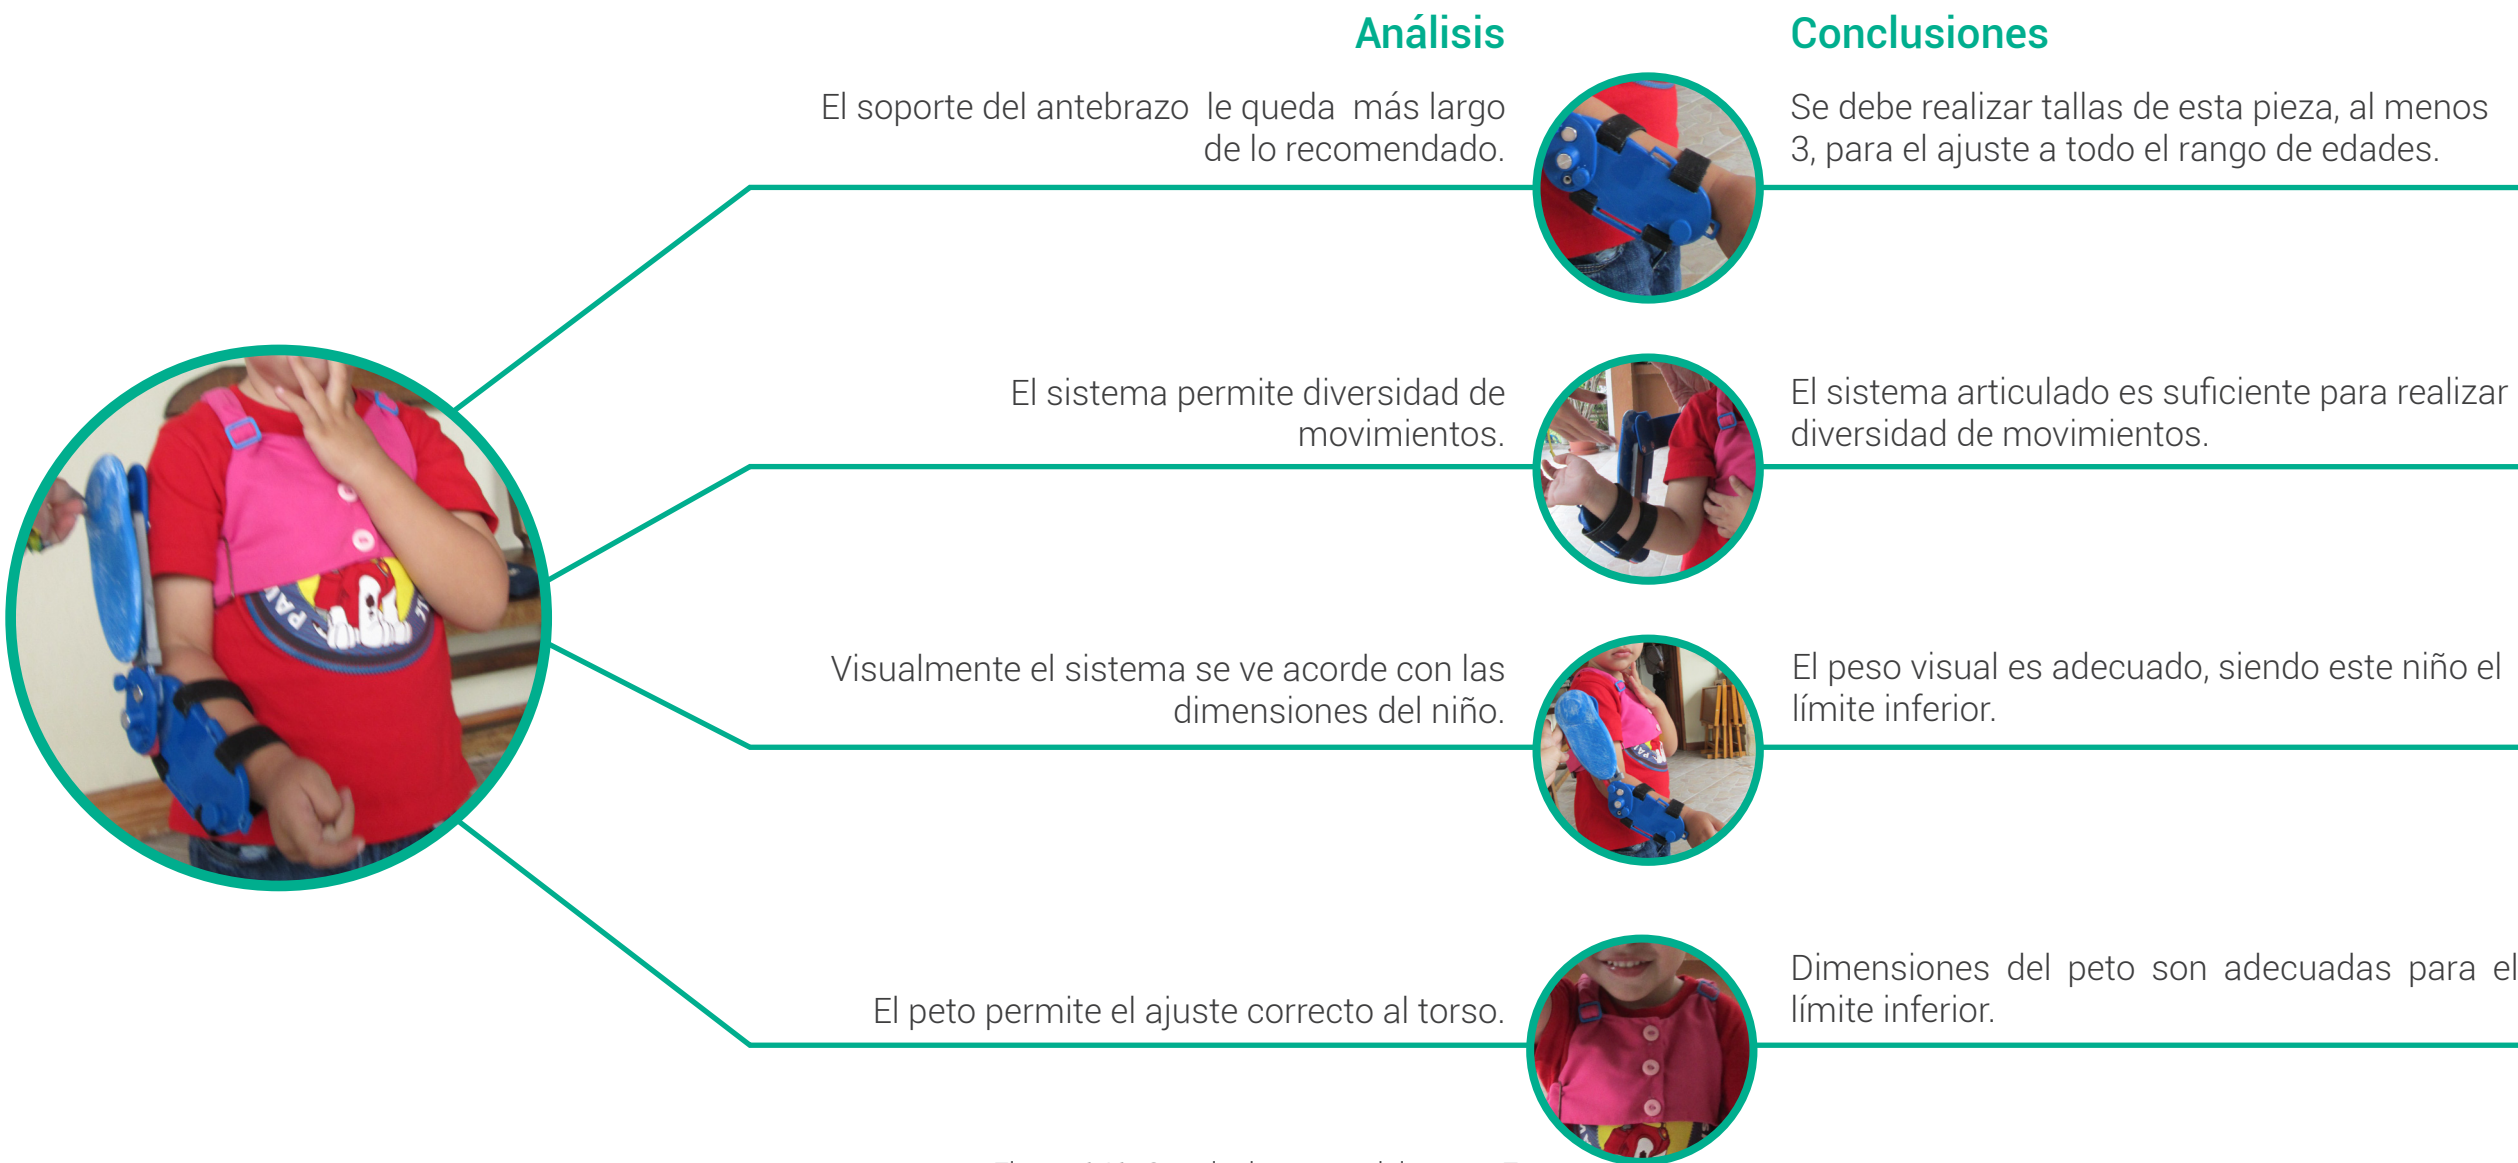 Análisis
Conclusiones
El soporte del antebrazo le queda más largo
de lo recomendado.
Se debe realizar tallas de esta pieza, al menos
3, para el ajuste a todo el rango de edades.
El sistema permite diversidad de
movimientos.
El sistema articulado es suficiente para realizar
diversidad de movimientos.
Visualmente el sistema se ve acorde con las
dimensiones del niño.
El peso visual es adecuado, siendo este niño el
límite inferior.
El peto permite el ajuste correcto al torso.
Dimensiones del peto son adecuadas para el
límite inferior.